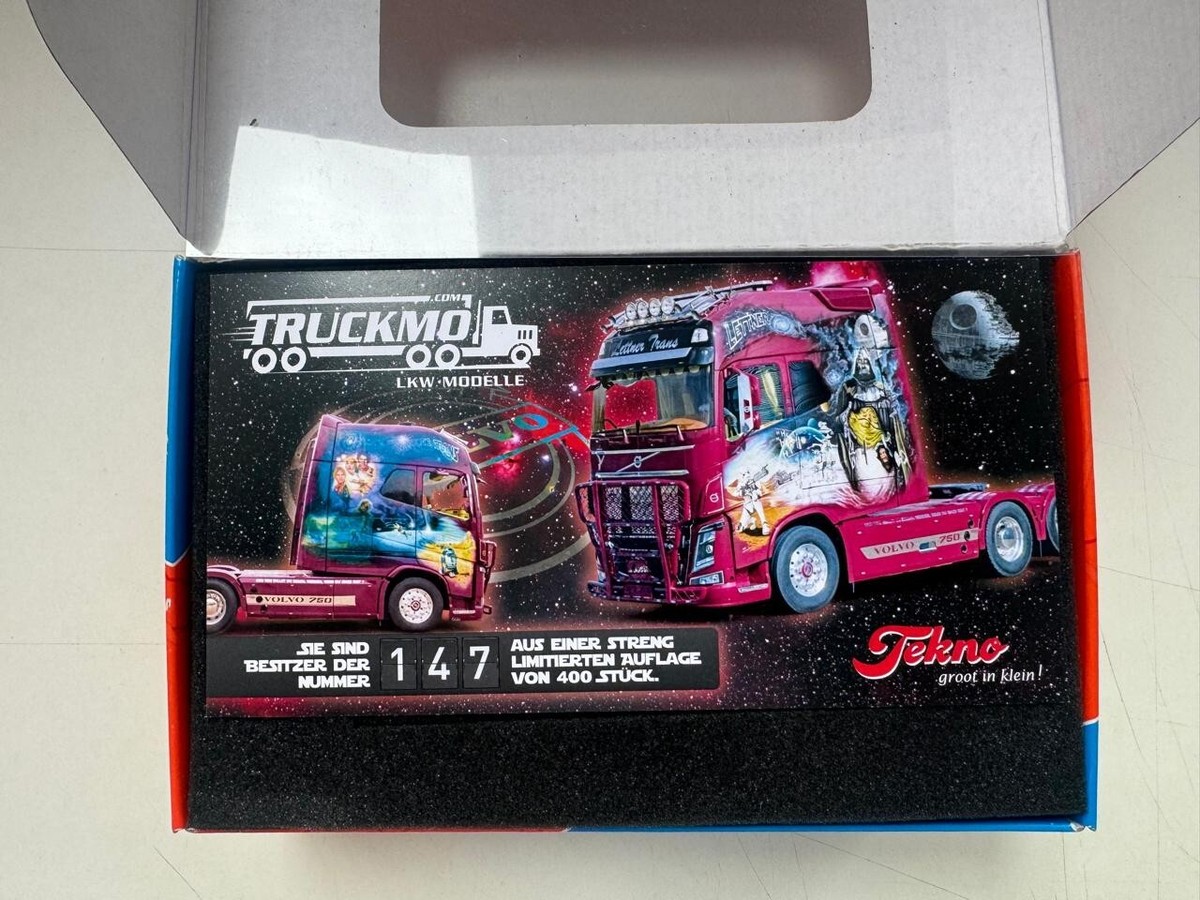 .COM
TRUCKMO
LKW-MODELLE
Lettner Trans
LETTNER
VOLVO 750
VOLVO 750
SIE SIND
BESITZER DER
NUMMER
147
AUS EINER STRENG
LIMITIERTEN AUFLAGE
VON 400 STÜCK.
Tekno
groot in klein!